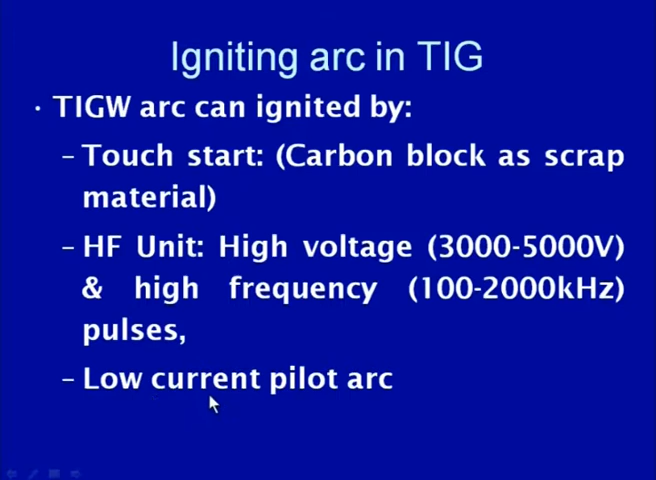 Igniting arc in TIG
• TIGW arc can ignited by:
– Touch start: (Carbon block as scrap
material)
– HF Unit: High voltage (3000-5000V)
& high frequency (100-2000kHz)
pulses,
– Low current pilot arc